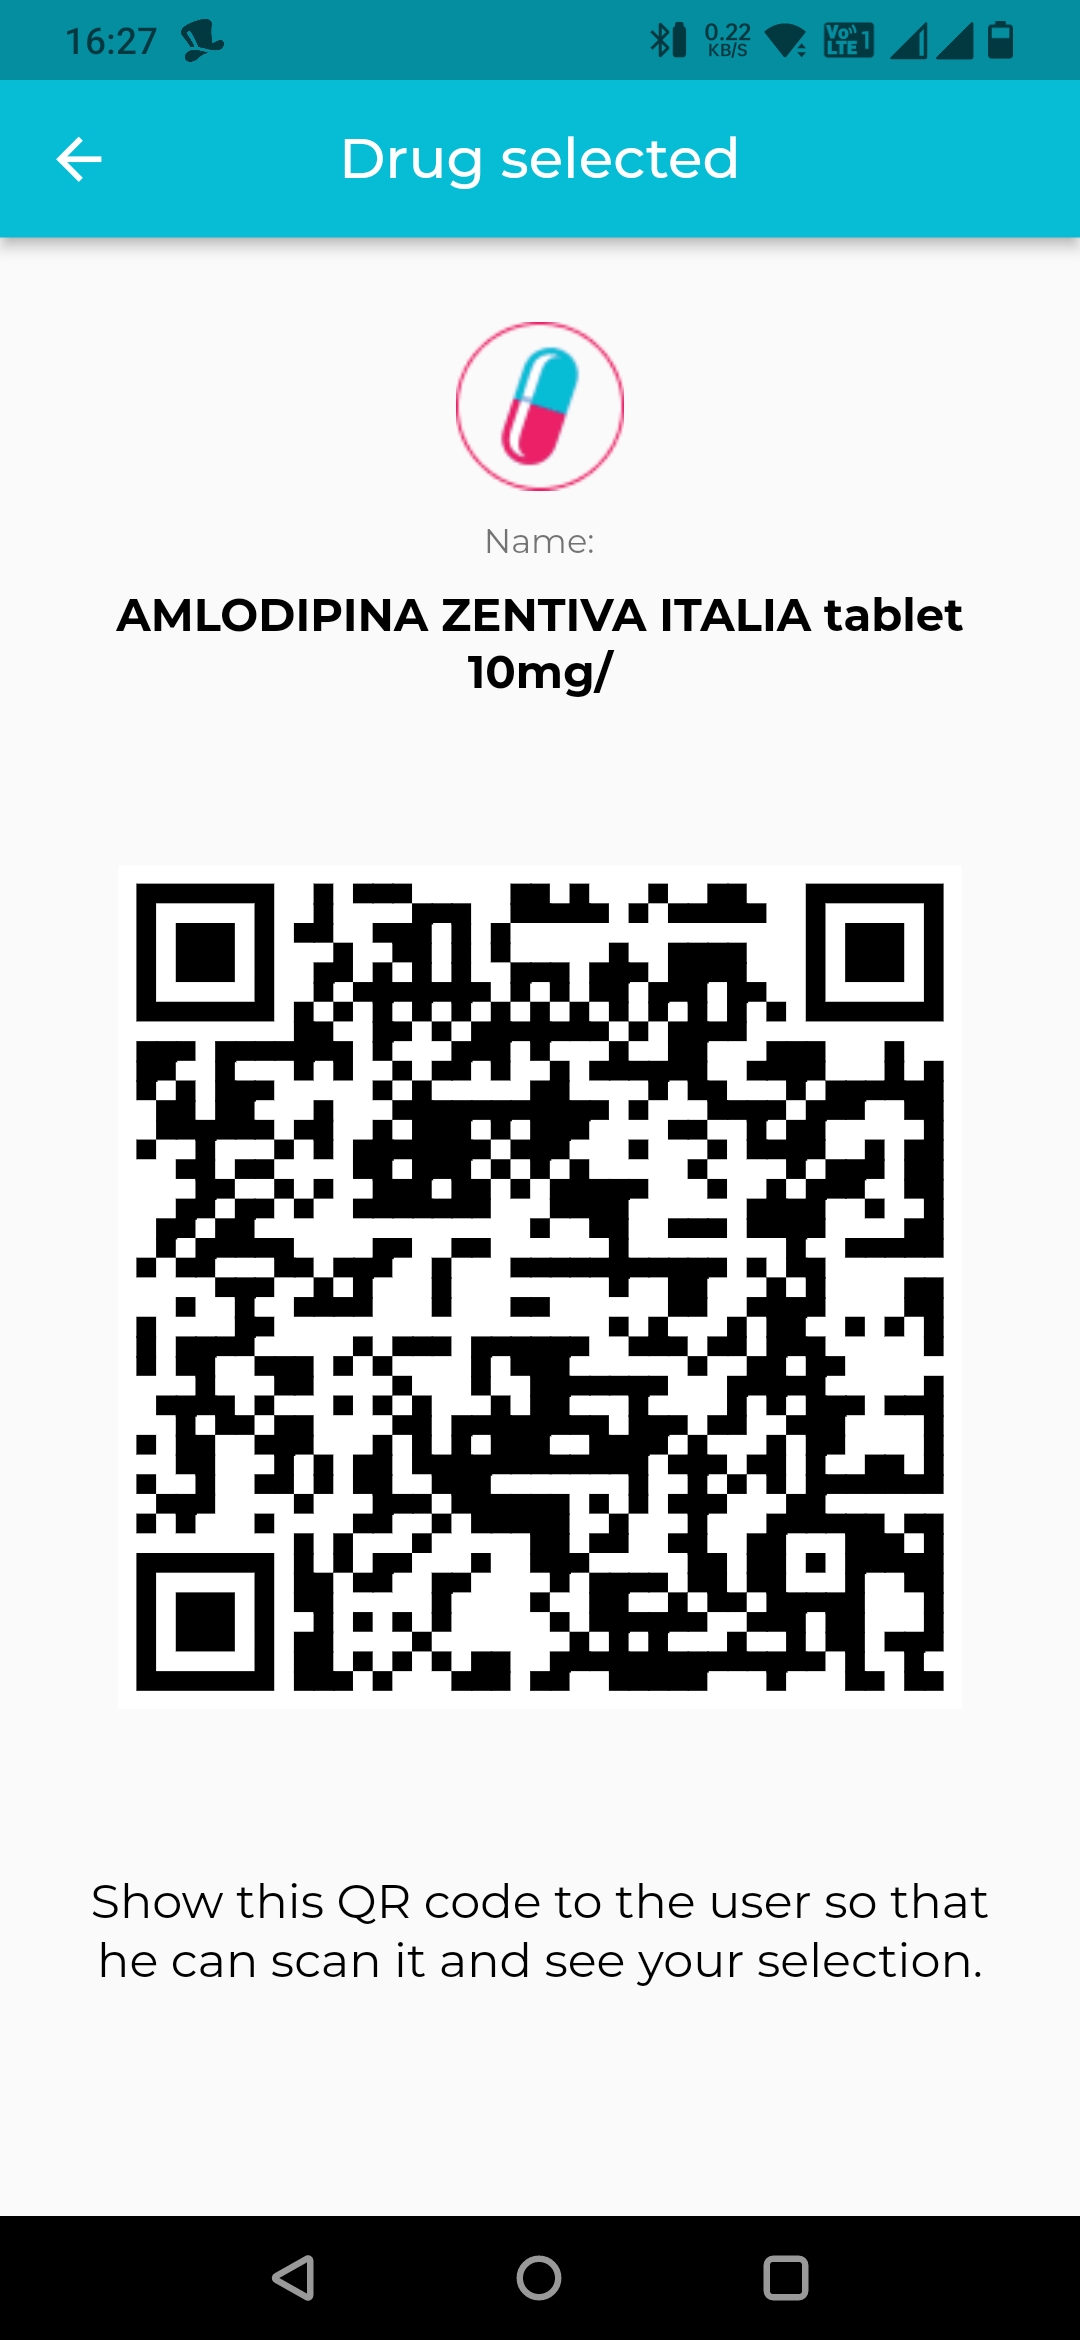 16:27
0.22
KB/S
Vo)) 1
LTE
Drug selected
Name:
AMLODIPINA ZENTIVA ITALIA tablet
10mg/
Show this QR code to the user so that
he can scan it and see your selection.